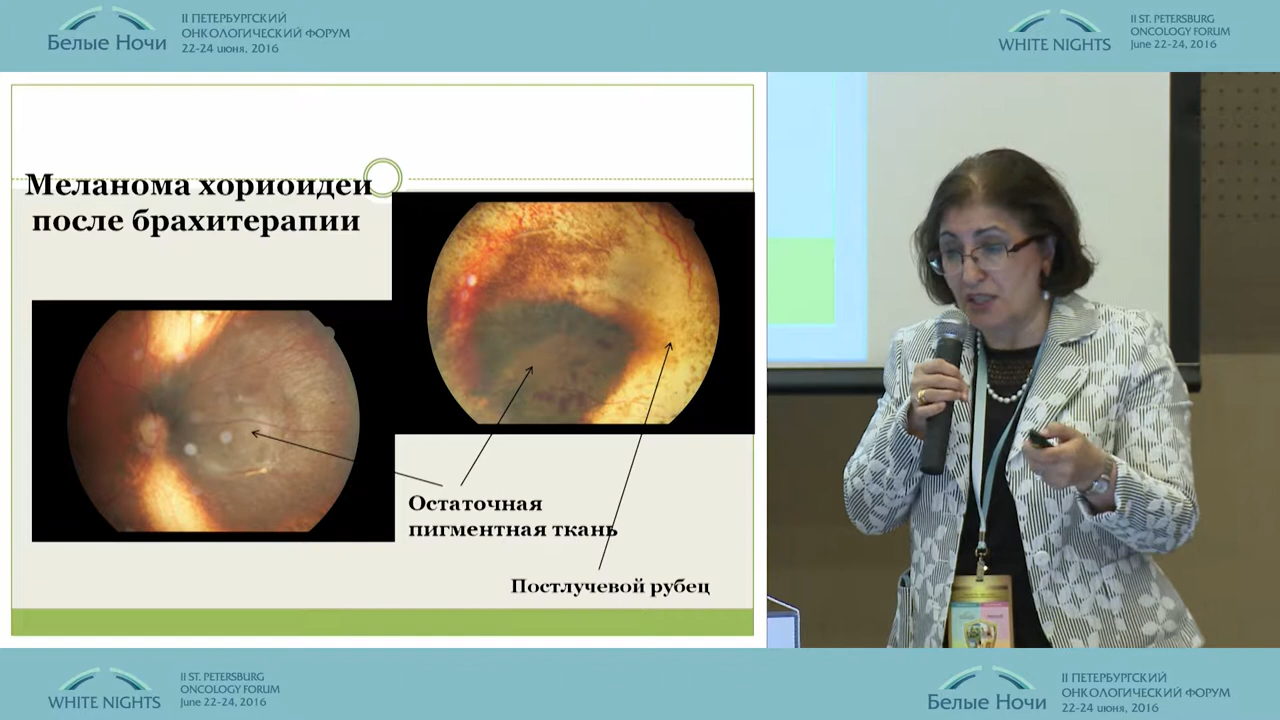 Белые Ночи
II ПЕТЕРБУРГСКИЙ
ОНКОЛОГИЧЕСКИЙ ФОРУМ
22-24 июня, 2016
WHITE NIGHTS
II ST. PETERSBURG
ONCOLOGY FORUM
June 22-24, 2016
Меланома хориоидеи
после брахитерапии
Остаточная
пигментная ткань
Постлучевой рубец
WHITE NIGHTS
II ST. PETERSBURG
ONCOLOGY FORUM
June 22-24, 2016
Белые Ночи
II ПЕТЕРБУРГСКИЙ
ОНКОЛОГИЧЕСКИЙ ФОРУМ
22-24 июня, 2016